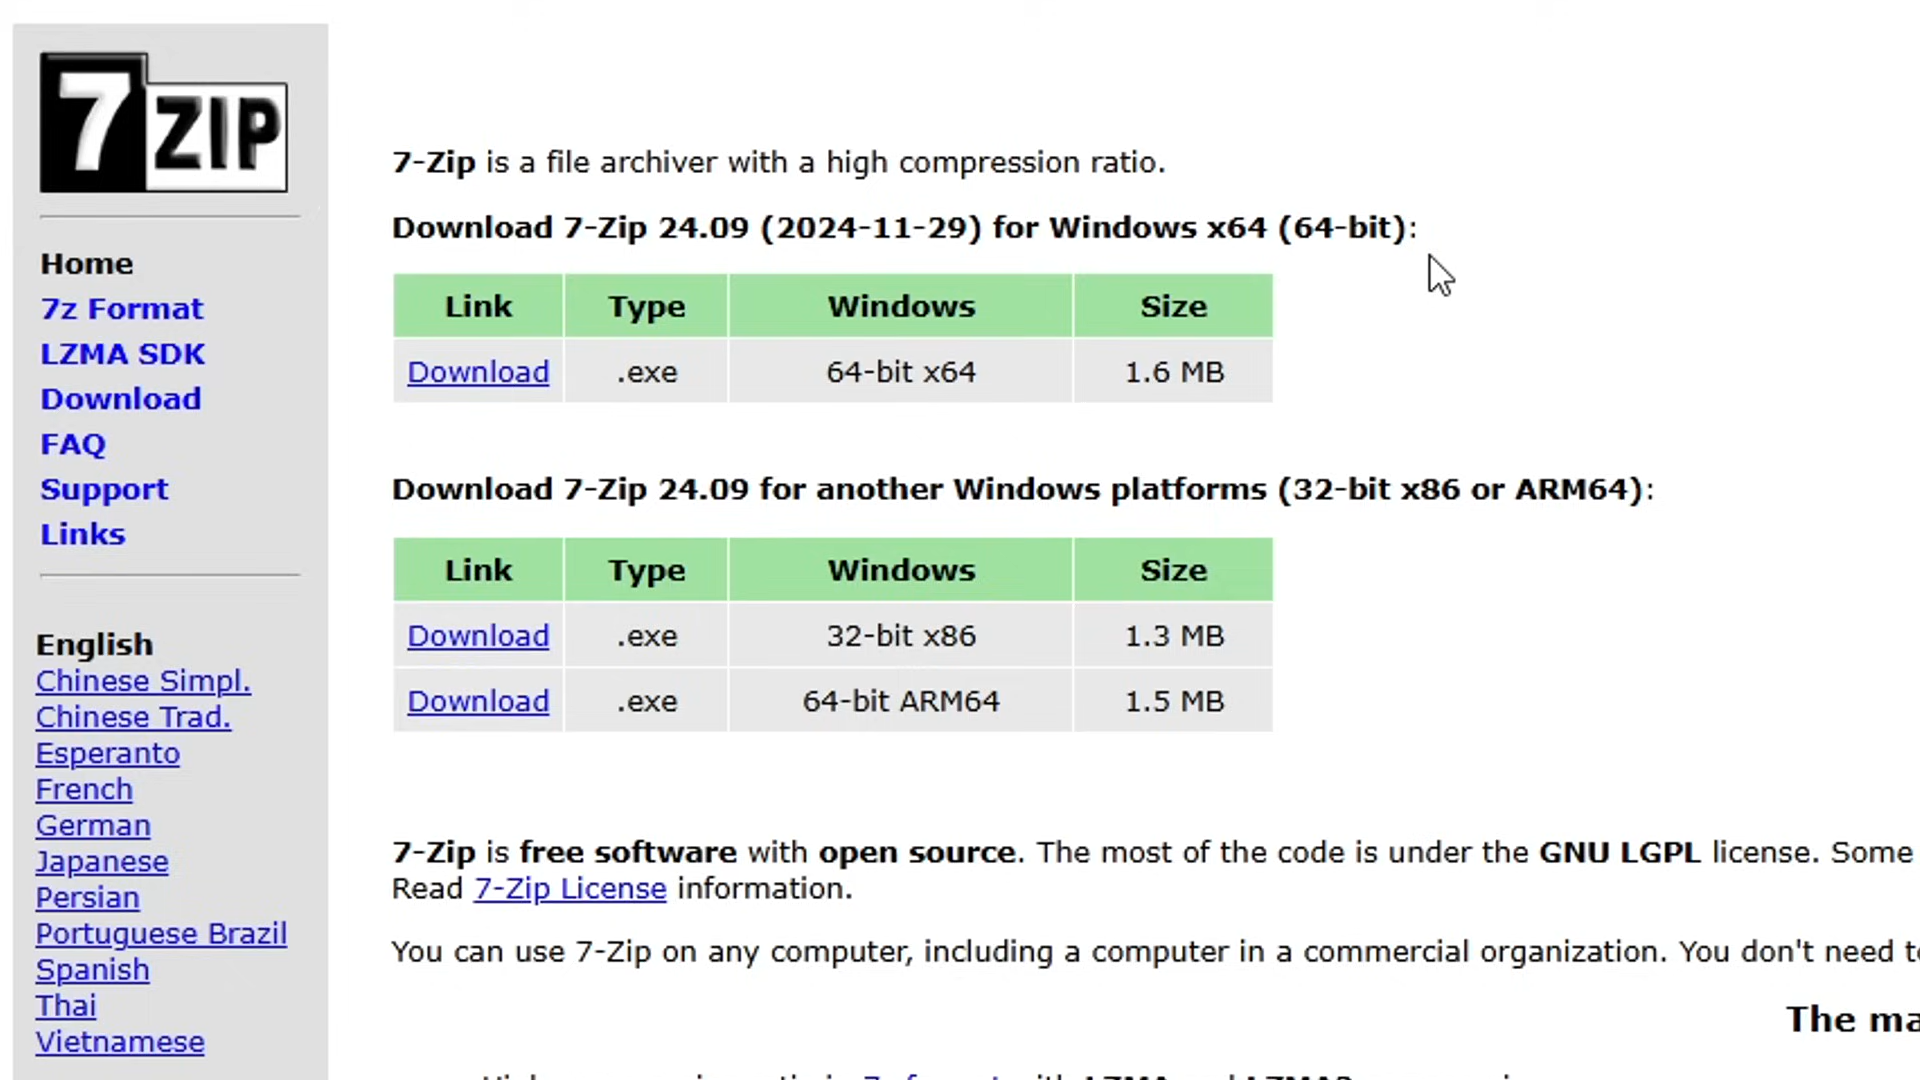 7 ZIP
Home
7z Format
LZMA SDK
Download
FAQ
Support
Links
English
Chinese Simpl.
Chinese Trad.
Esperanto
French
German
Japanese
Persian
Portuguese Brazil
Spanish
Thai
Vietnamese
7-Zip is a file archiver with a high compression ratio.
Download 7-Zip 24.09 (2024-11-29) for Windows x64 (64-bit):
Link Type Windows Size
Download .exe 64-bit x64 1.6 MB
Download 7-Zip 24.09 for another Windows platforms (32-bit x86 or ARM64):
Link Type Windows Size
Download .exe 32-bit x86 1.3 MB
Download .exe 64-bit ARM64 1.5 MB
7-Zip is free software with open source. The most of the code is under the GNU LGPL license. Some
Read 7-Zip License information.
You can use 7-Zip on any computer, including a computer in a commercial organization. You don't need
The